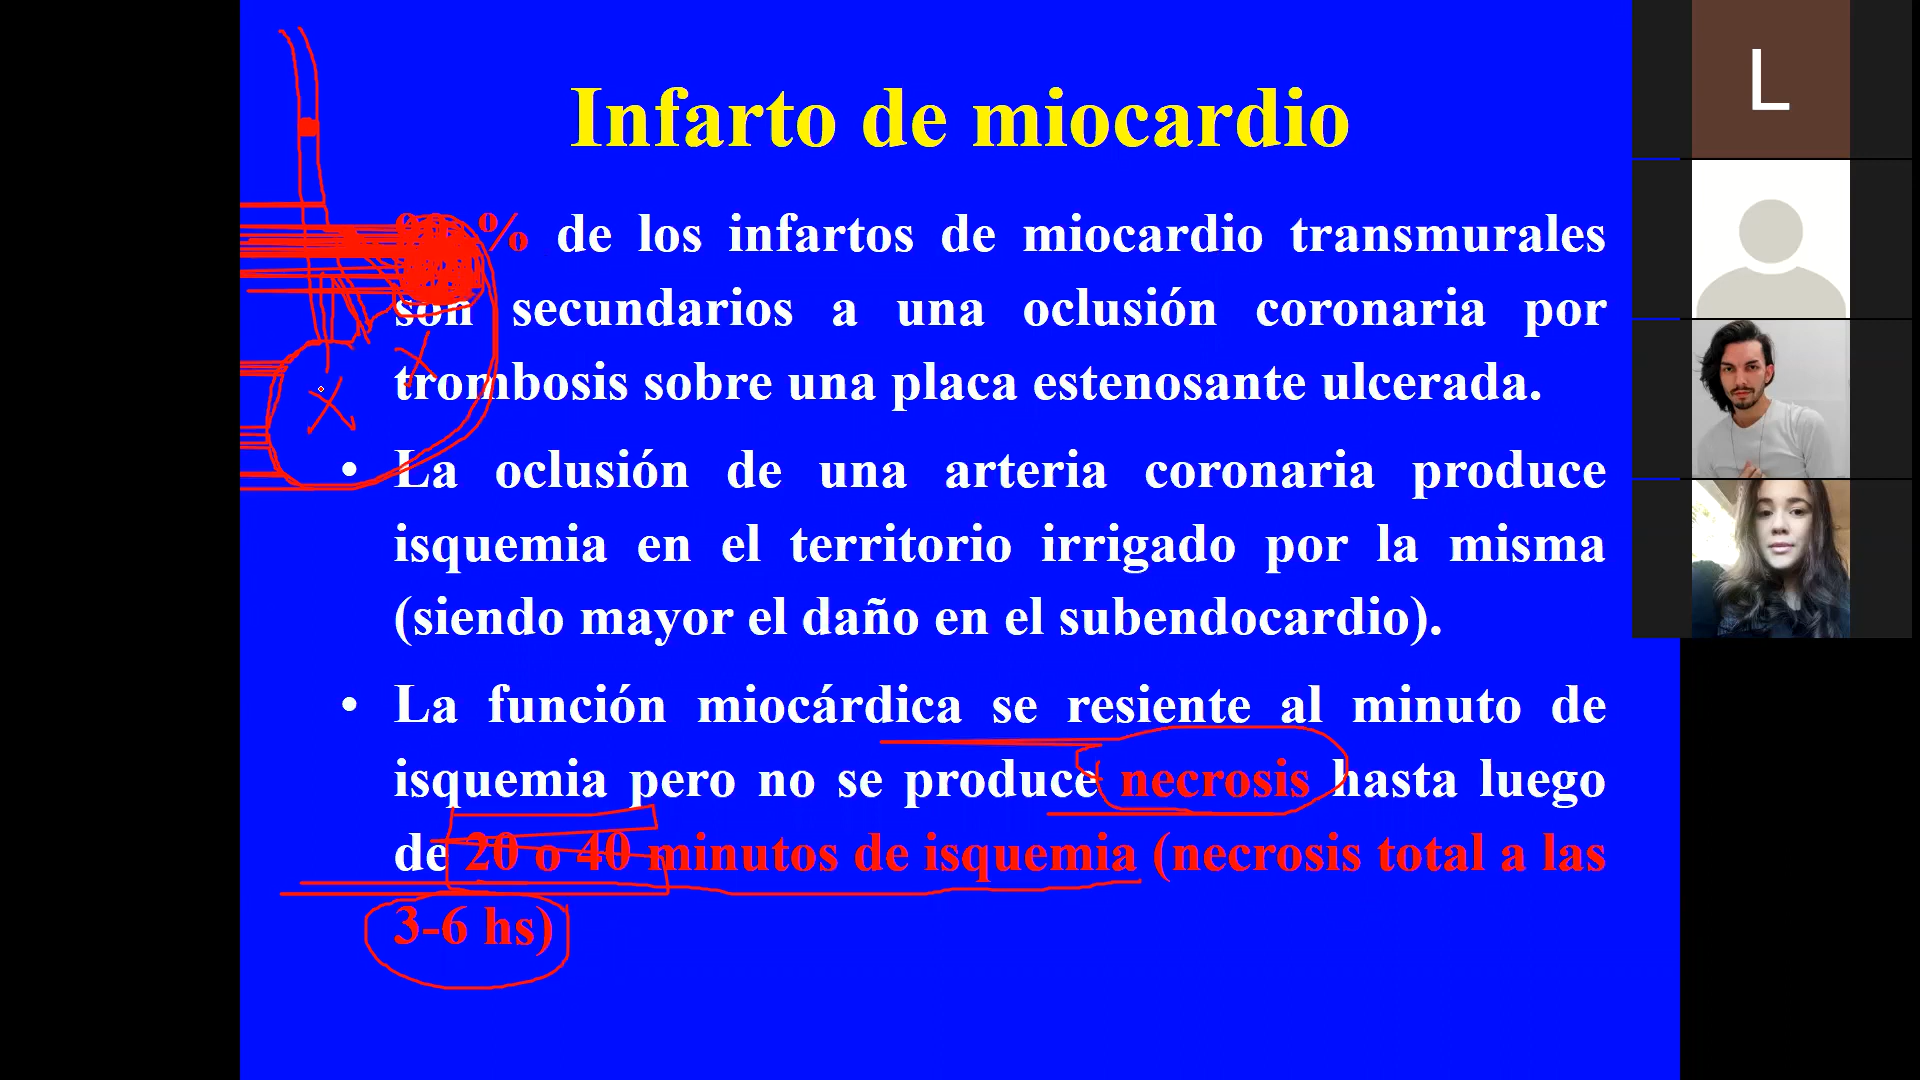 Infarto de miocardio
% de los infartos de miocardio transmurales
son secundarios a una oclusión coronaria por
trombosis sobre una placa estenosante ulcerada.
• La oclusión de una arteria coronaria produce
isquemia en el territorio irrigado por la misma
(siendo mayor el daño en el subendocardio).
• La función miocárdica se resiente al minuto de
isquemia pero no se produce necrosis hasta luego
de 20 o 40 minutos de isquemia (necrosis total a las
3-6 hs)
L